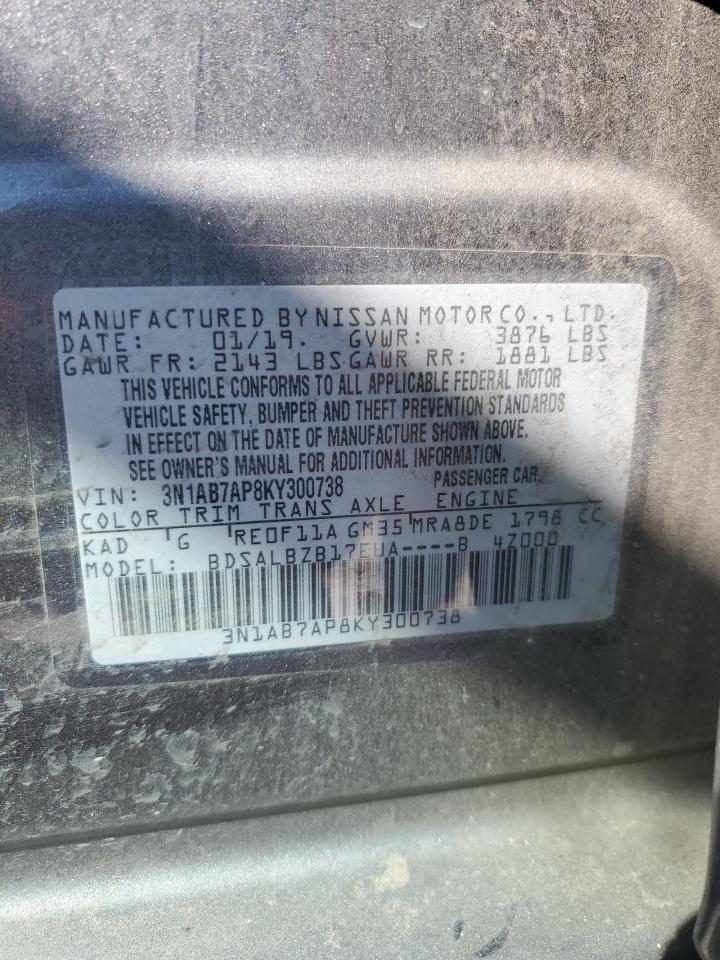 MANUFACTURED BY NISSAN MOTOR CO., LTD.
DATE: 01/19. GVWR: 3876 LBS
GAWR FR: 2143 LBS GAWR RR: 1881 LBS
THIS VEHICLE CONFORMS TO ALL APPLICABLE FEDERAL MOTOR
VEHICLE SAFETY, BUMPER AND THEFT PREVENTION STANDARDS
IN EFFECT ON THE DATE OF MANUFACTURE SHOWN ABOVE.
SEE OWNER'S MANUAL FOR ADDITIONAL INFORMATION.
VIN: 3N1AB7AP8KY300738 PASSENGER CAR
COLOR TRIM TRANS AXLE ENGINE
KAD G RE0F11A GM35 MRA8DE 1798 CC
MODEL: BDSALBZB17EUA----B 4Z000
3N1AB7AP8KY300738